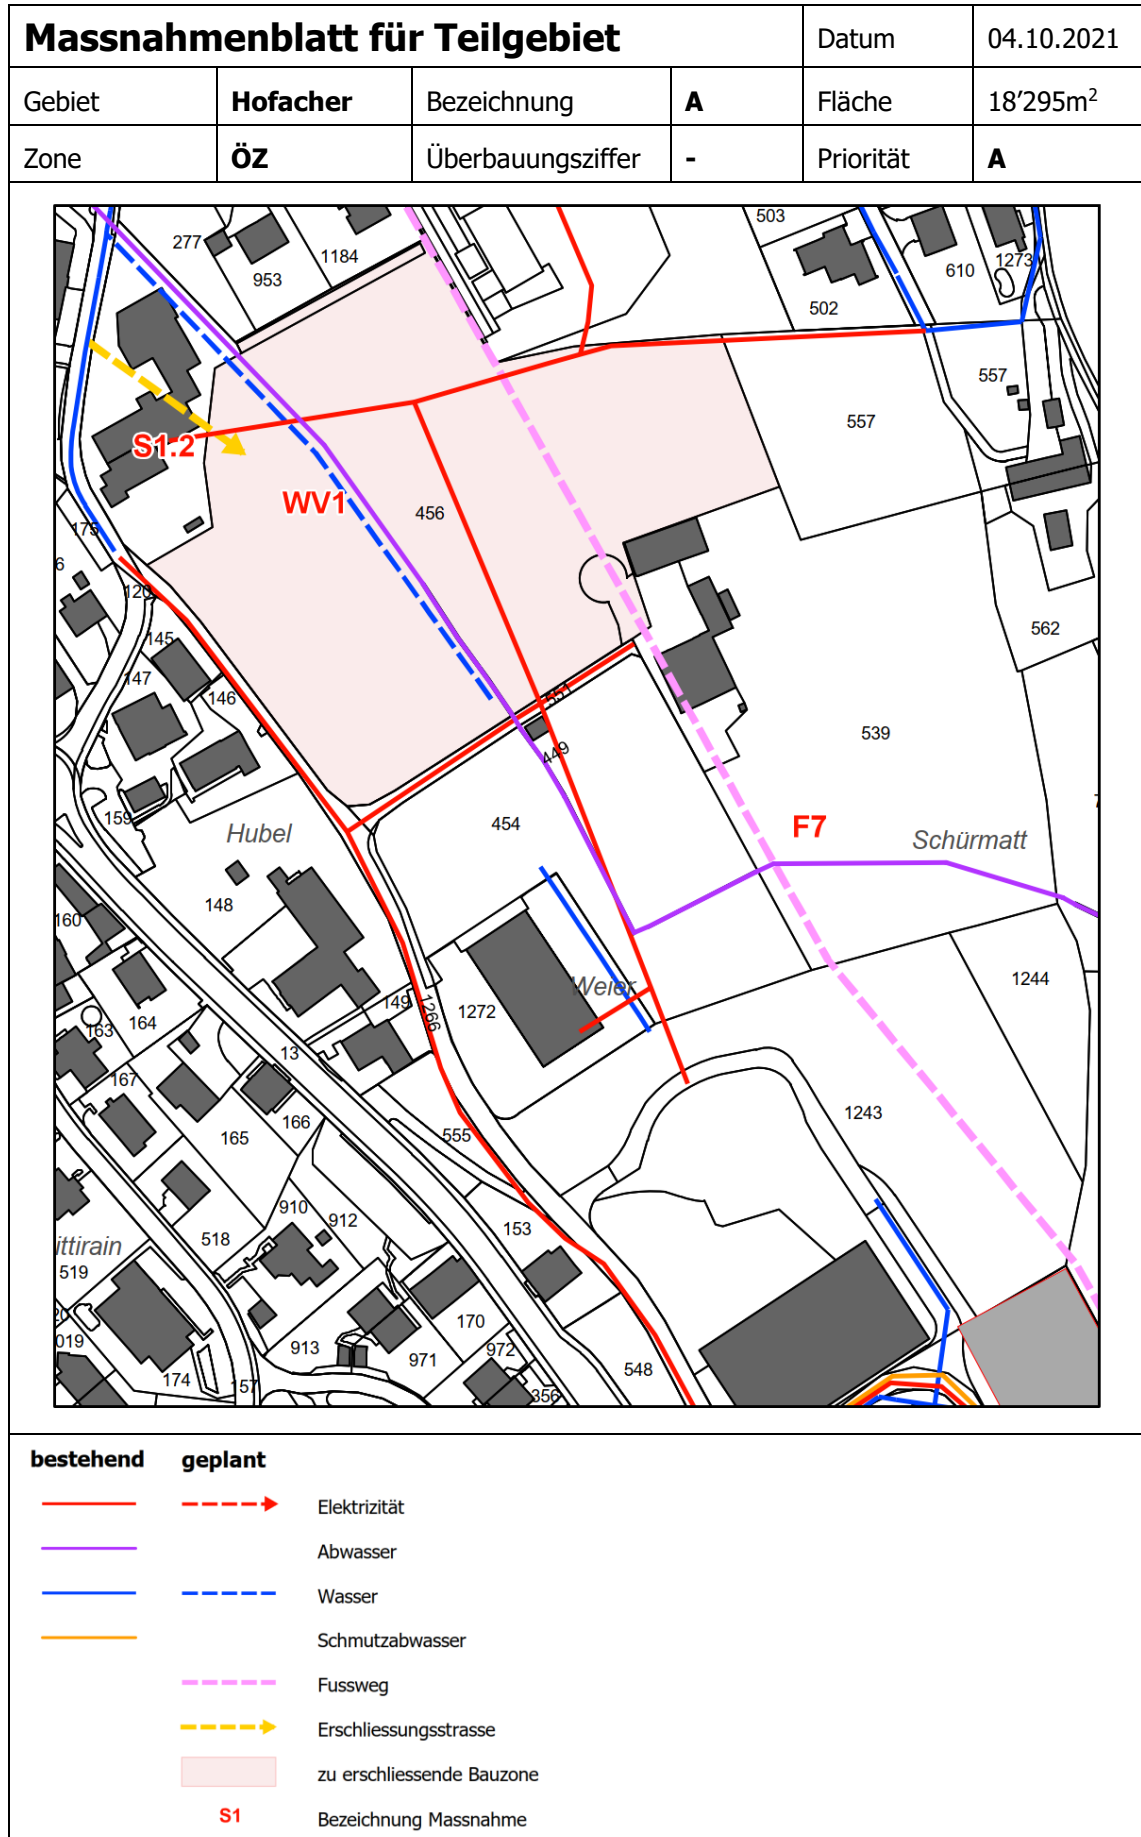 Massnahmenblatt für Teilgebiet Datum 04.10.2021
Gebiet Hofacher Bezeichnung A Fläche 18’295m²
Zone ÖZ Überbauungsziffer - Priorität A
277
953
1184
503
502
610
1273
557
557
S1.2
WV1
456
175
6
120
145
147
146
562
551
449
539
159
Hubel
454
F7
Schürmatt
148
160
Weier
1244
149
1266
1272
163
164
13
167
166
165
1243
555
910
912
518
153
ittirain
519
019
913
971
170
972
548
174
157
356
bestehend geplant
Elektrizität
Abwasser
Wasser
Schmutzabwasser
Fussweg
Erschliessungsstrasse
zu erschliessende Bauzone
S1 Bezeichnung Massnahme